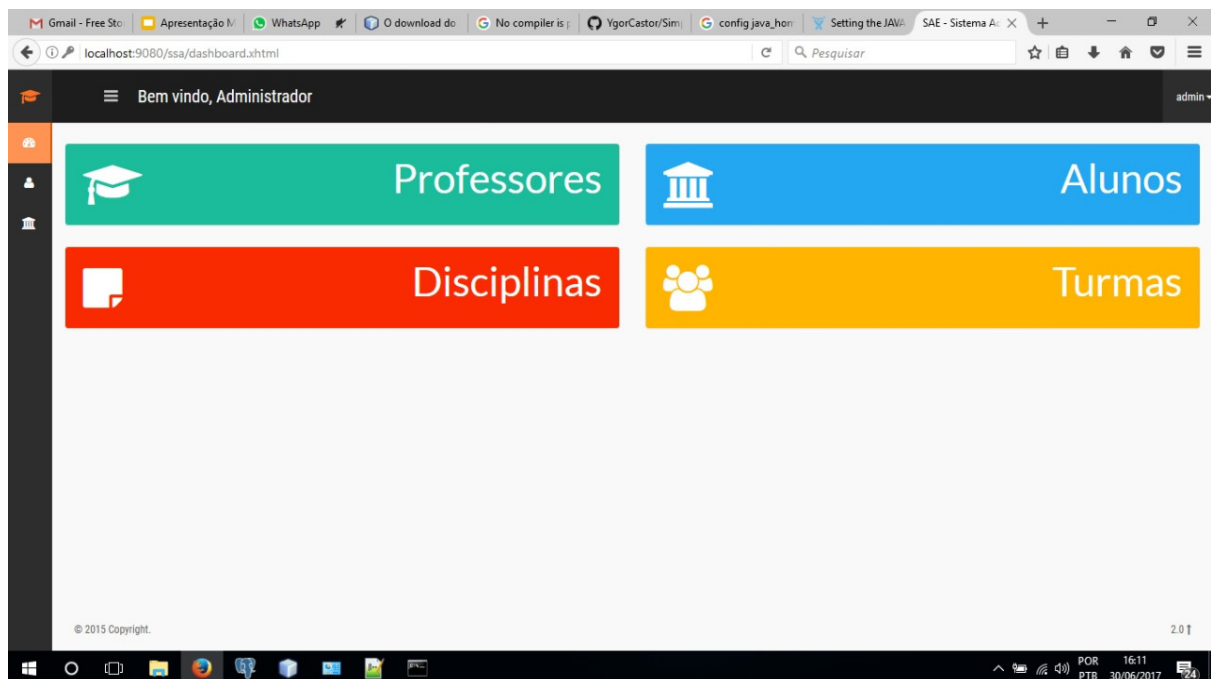 Gmail - Free Sto
Apresentação M
WhatsApp
O download do
No compiler is p
YgorCastor/Sim
config java_hom
Setting the JAVA
SAE - Sistema Ac
localhost:9080/ssa/dashboard.xhtml
Pesquisar
Bem vindo, Administrador
admin
Professores
Alunos
Disciplinas
Turmas
© 2015 Copyright.
2.0
POR
PTB
16:11
30/06/2017
24